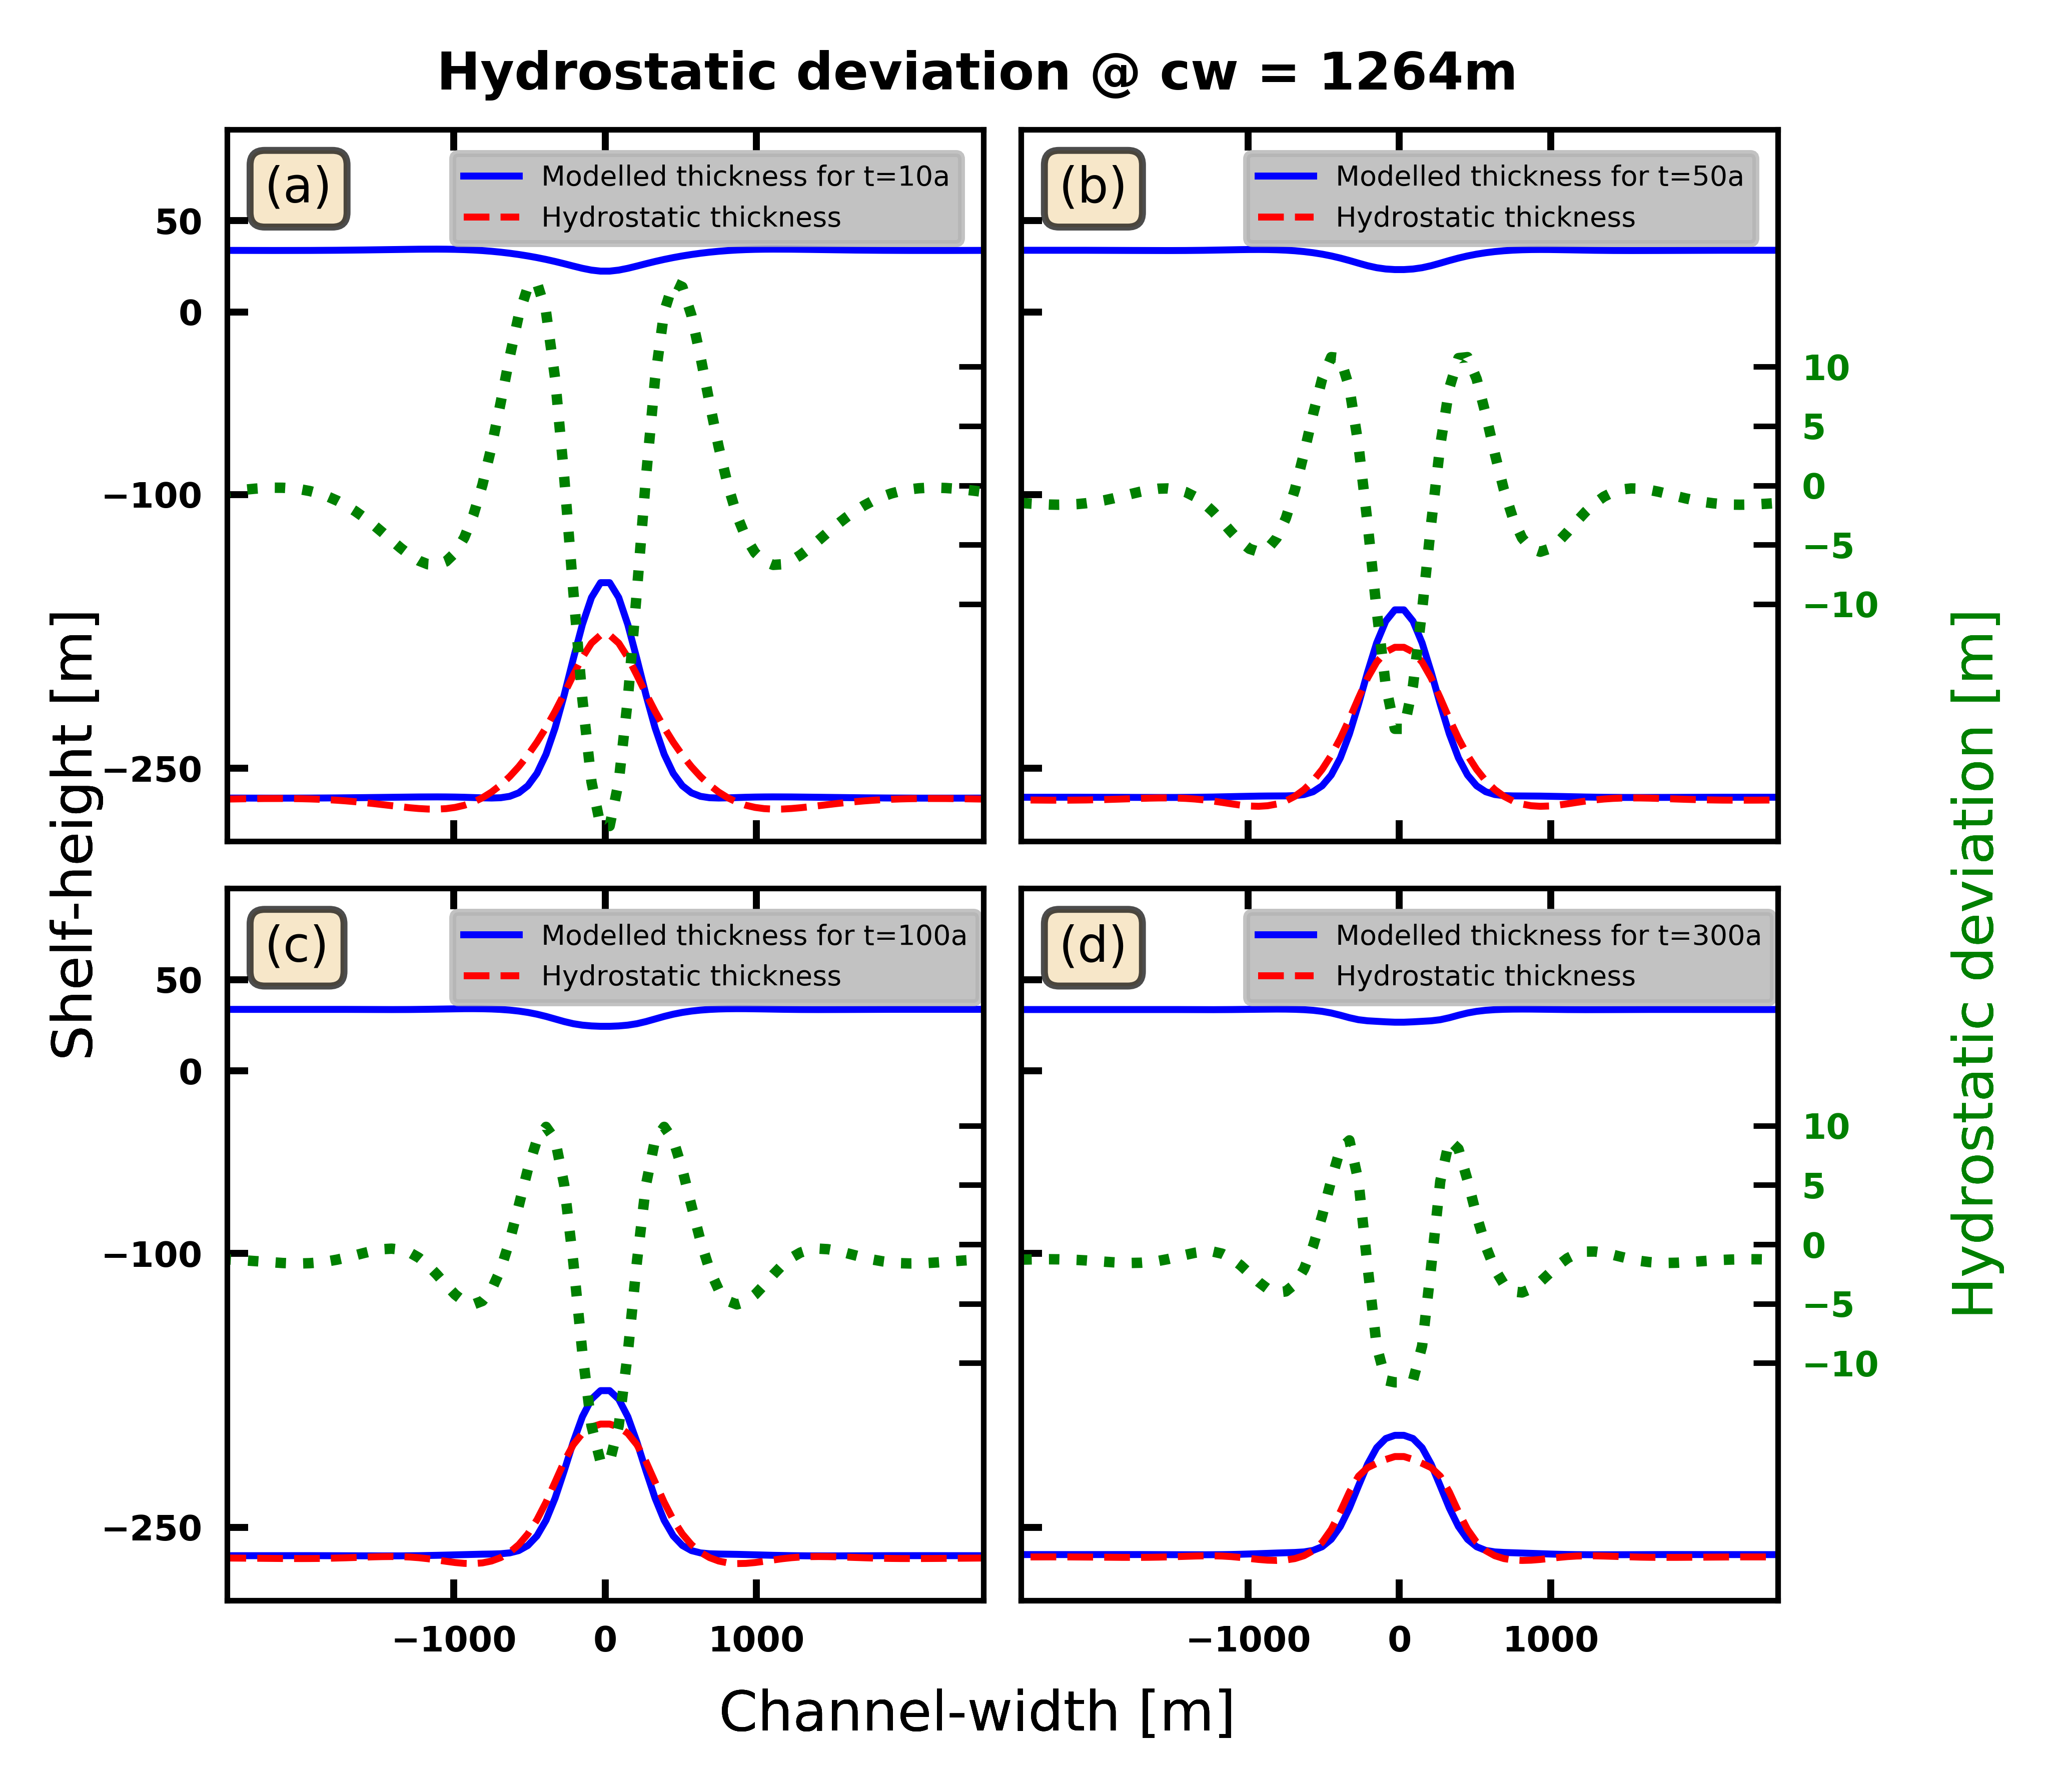 Hydrostatic deviation @ cw = 1264m
(a)
Modelled thickness for t=10a
Hydrostatic thickness
(b)
Modelled thickness for t=50a
Hydrostatic thickness
50
0
−100
−250
10
5
0
−5
−10
Shelf-height [m]
Hydrostatic deviation [m]
(c)
Modelled thickness for t=100a
Hydrostatic thickness
(d)
Modelled thickness for t=300a
Hydrostatic thickness
50
0
−100
−250
10
5
0
−5
−10
−1000 0 1000
−1000 0 1000
Channel-width [m]